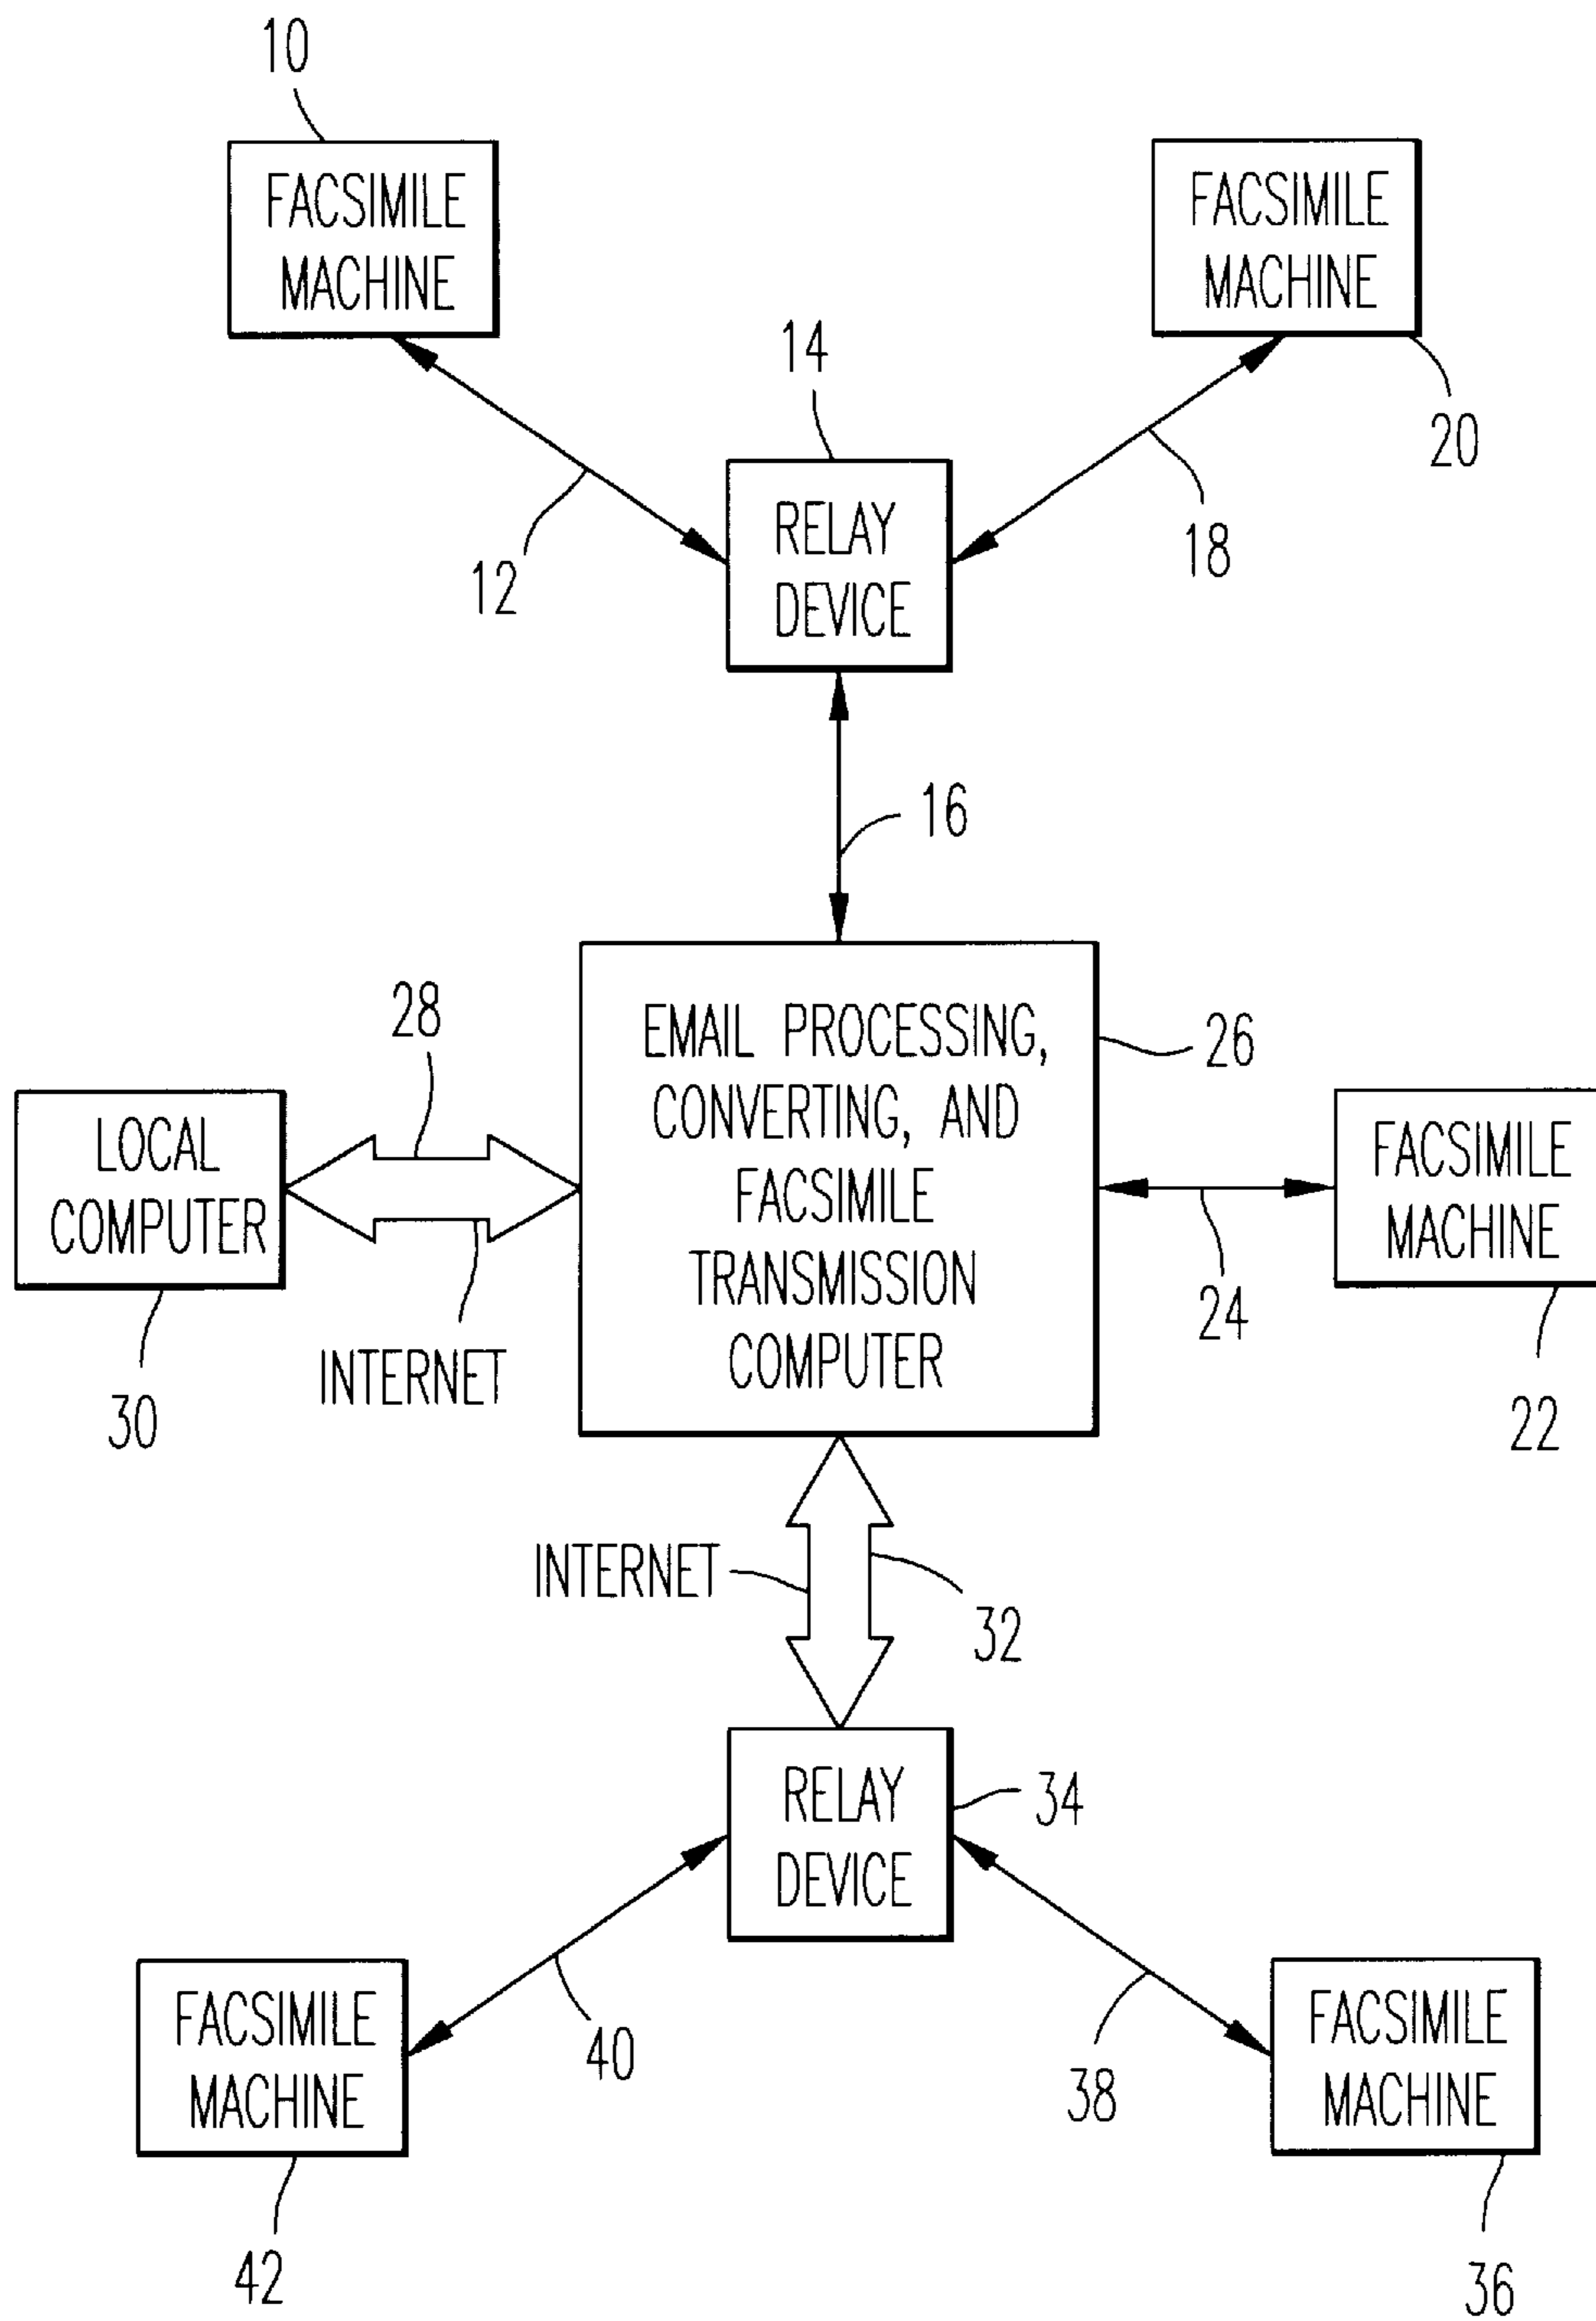 10
FACSIMILE
MACHINE
FACSIMILE
MACHINE
20
14
RELAY
DEVICE
12
18
16
EMAIL PROCESSING,
CONVERTING, AND
FACSIMILE
TRANSMISSION
COMPUTER
26
28
LOCAL
COMPUTER
30
INTERNET
FACSIMILE
MACHINE
24
22
INTERNET
32
RELAY
DEVICE
34
40
38
FACSIMILE
MACHINE
42
FACSIMILE
MACHINE
36